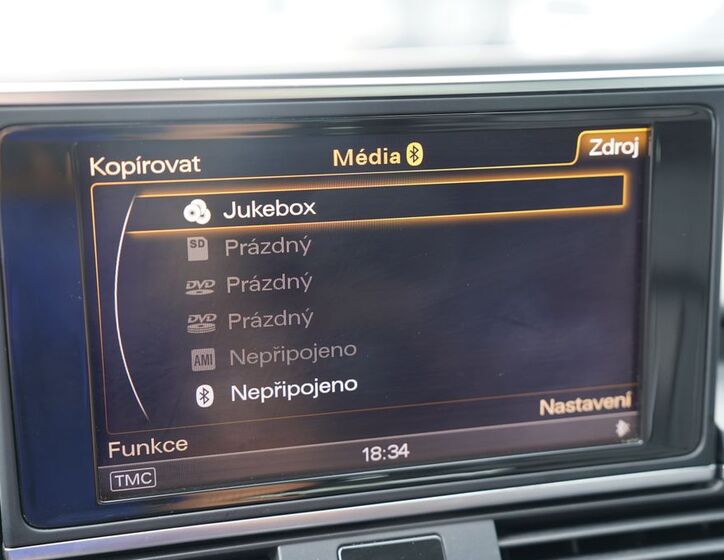 Kopírovat Média Zdroj
Jukebox
SD Prázdný
DVD Prázdný
DVD Prázdný
AMI Nepřipojeno
Nepřipojeno
Nastavení
Funkce 18:34
TMC